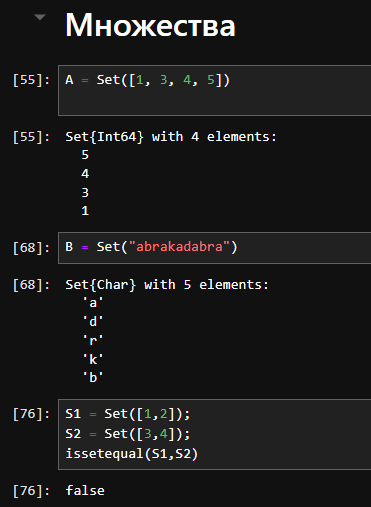 Множества
[55]: A = Set([1, 3, 4, 5])
[55]: Set{Int64} with 4 elements:
5
4
3
1
[68]: B = Set("abrakadabra")
[68]: Set{Char} with 5 elements:
'a'
'd'
'r'
'k'
'b'
[76]: S1 = Set([1,2]);
S2 = Set([3,4]);
issetequal(S1,S2)
[76]: false